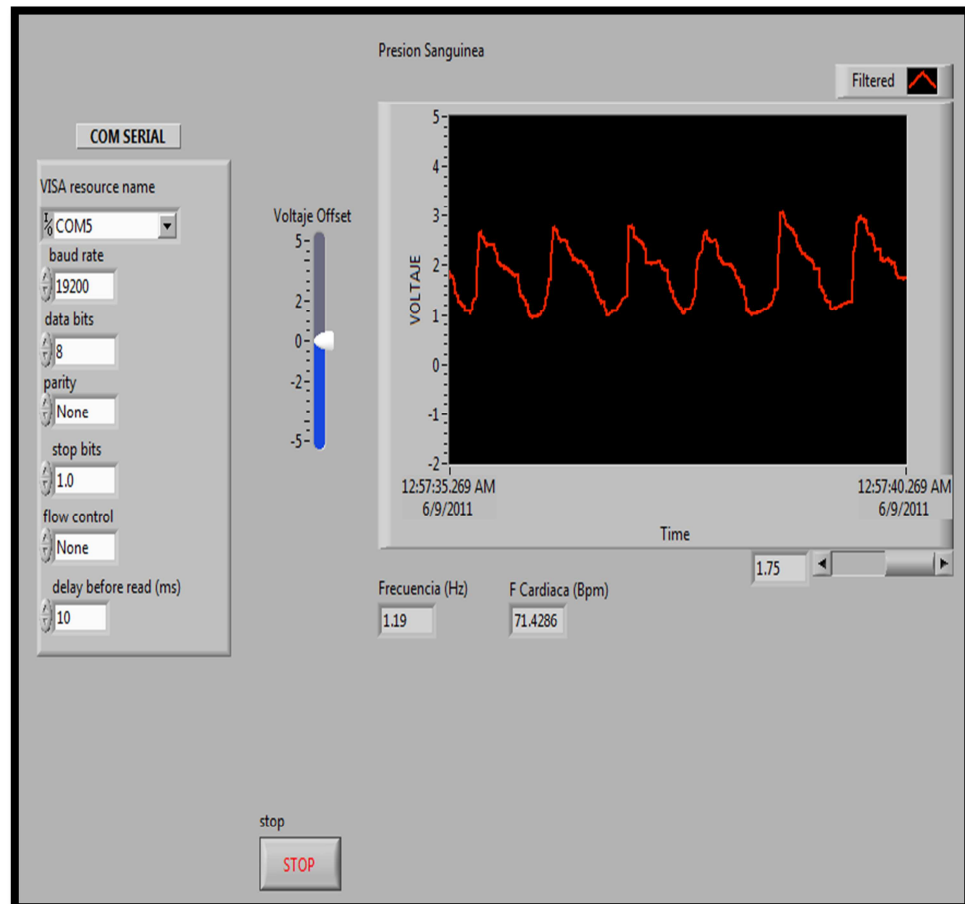 Presion Sanguinea
Filtered
COM SERIAL
VISA resource name
I/O COM5
baud rate
19200
data bits
8
parity
None
stop bits
1.0
flow control
None
delay before read (ms)
10
Voltaje Offset
5
2
0
-2
-5
VOLTAJE
5
4
3
2
1
0
-1
-2
12:57:35.269 AM
6/9/2011
12:57:40.269 AM
6/9/2011
Time
1.75
Frecuencia (Hz)
1.19
F Cardiaca (Bpm)
71.4286
stop
STOP